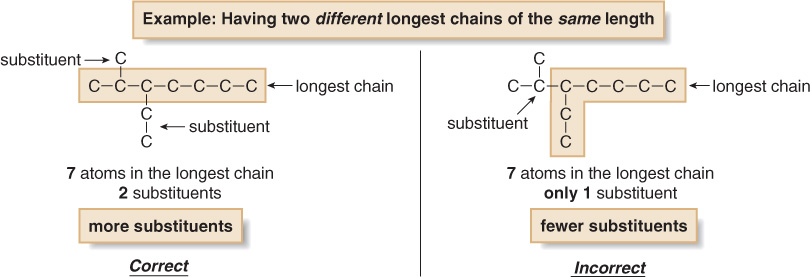 Example: Having two different longest chains of the same length
substituent
C
C–C–C–C–C–C–C
longest chain
C
substituent
C
7 atoms in the longest chain
2 substituents
more substituents
Correct
C
C–C–C–C–C–C–C
longest chain
substituent
C
C
7 atoms in the longest chain
only 1 substituent
fewer substituents
Incorrect